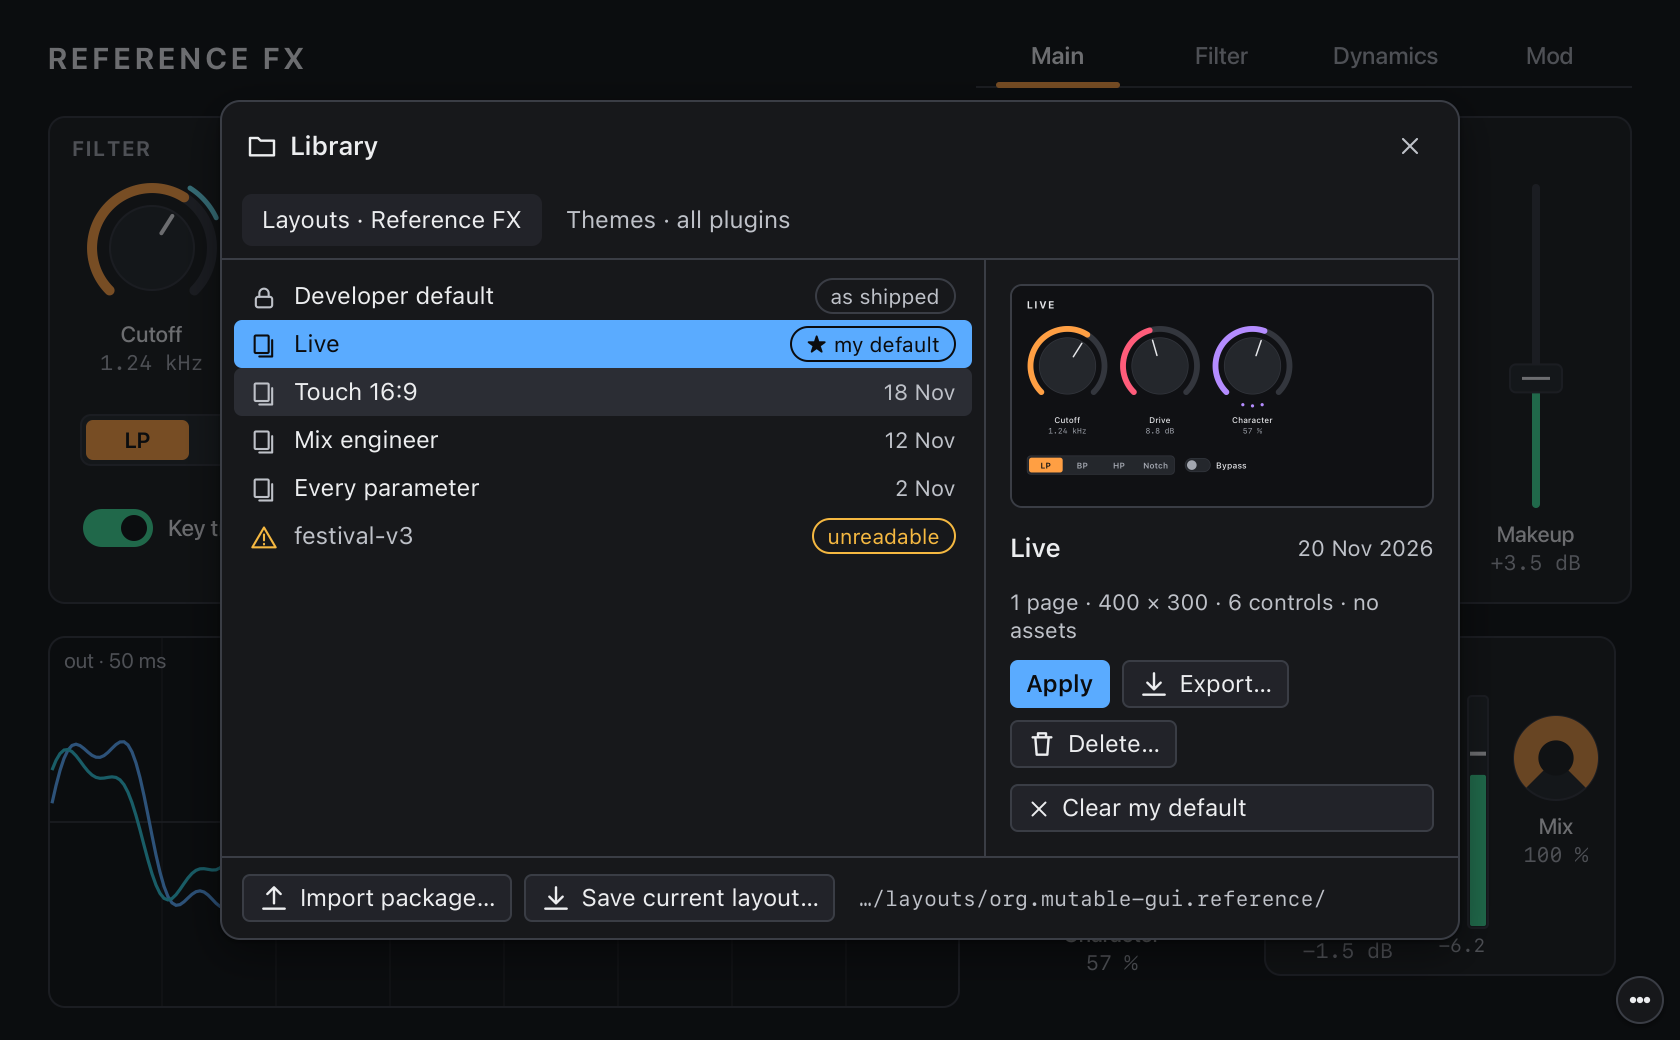 REFERENCE FX
Main
Filter
Dynamics
Mod
FILTER
Cutoff
1.24 kHz
LP
Key t
out · 50 ms
Library
Layouts · Reference FX
Themes · all plugins
Developer default
as shipped
Live
★ my default
Touch 16:9
18 Nov
Mix engineer
12 Nov
Every parameter
2 Nov
festival-v3
unreadable
LIVE
Cutoff
1.24 kHz
Drive
8.8 dB
Character
57 %
LP
BP
HP
Notch
Bypass
Live
20 Nov 2026
1 page · 400 × 300 · 6 controls · no
assets
Apply
Export...
Delete...
Clear my default
Import package...
Save current layout...
…/layouts/org.mutable-gui.reference/
Makeup
+3.5 dB
Mix
100 %
Character
57 %
−1.5 dB
−6.2